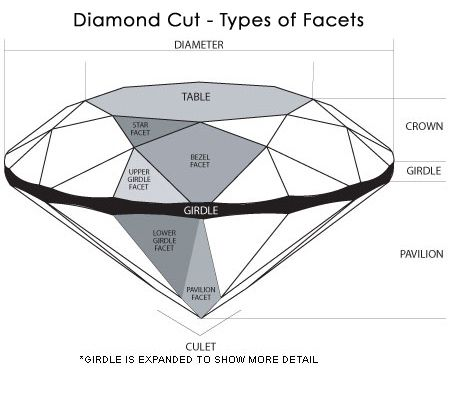 Diamond Cut - Types of Facets
DIAMETER
TABLE
STAR
FACET
CROWN
BEZEL
FACET
UPPER
GIRDLE
FACET
GIRDLE
GIRDLE
LOWER
GIRDLE
FACET
PAVILION
PAVILION
FACET
CULET
*GIRDLE IS EXPANDED TO SHOW MORE DETAIL